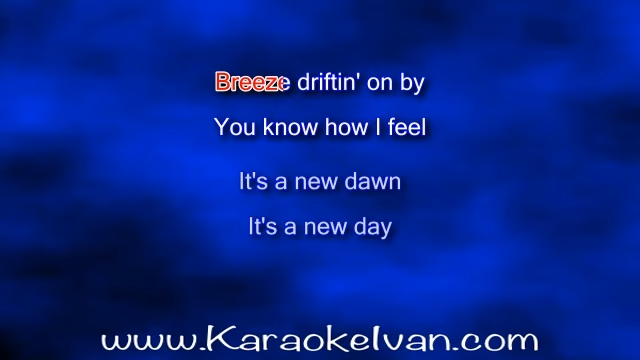 Breeze driftin' on by
You know how I feel
It's a new dawn
It's a new day
www.KaraokeIvan.com